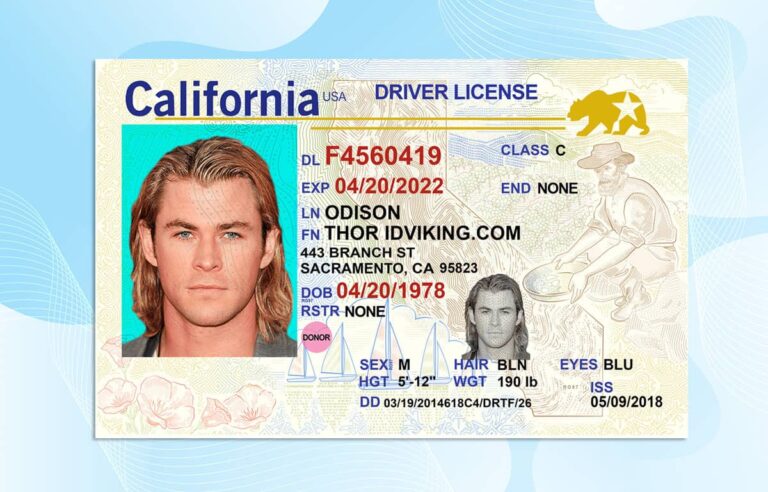 California USA DRIVER LICENSE
DL F4560419 CLASS C
EXP 04/20/2022 END NONE
LN ODISON
FN THOR IDVIKING.COM
443 BRANCH ST
SACRAMENTO, CA 95823
DOB 04/20/1978
RSTR NONE
DONOR
SEX M HAIR BLN EYES BLU
HGT 5'-12" WGT 190 lb ISS
DD 03/19/2014618C4/DRTF/26 05/09/2018